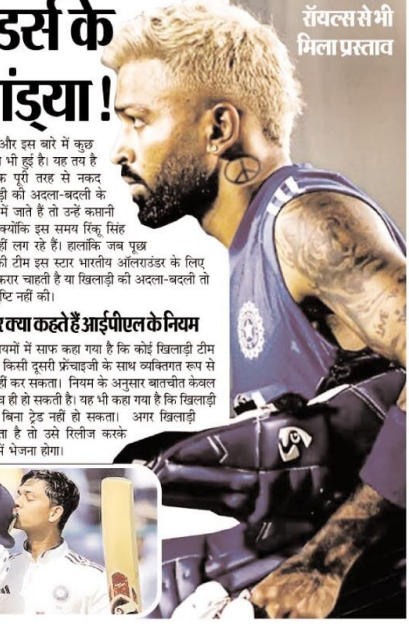 डर्स के
ांड्या !
रॉयल्स से भी
मिला प्रस्ताव
और इस बारे में कुछ
भी हुई है। यह तय है
पूरी तरह से नकद
ड़ी की अदला-बदली के
में जाते हैं तो उन्हें कप्तानी
क्योंकि इस समय रिंकू सिंह
हीं लग रहे हैं। हालांकि जब पूछा
की टीम इस स्टार भारतीय ऑलराउंडर के लिए
करार चाहती है या खिलाड़ी की अदला-बदली तो
ष्टि नहीं की।
र क्या कहते हैं आईपीएल के नियम
यमों में साफ कहा गया है कि कोई खिलाड़ी टीम
किसी दूसरी फ्रेंचाइजी के साथ व्यक्तिगत रूप से
हीं कर सकता। नियम के अनुसार बातचीत केवल
ही हो सकती है। यह भी कहा गया है कि खिलाड़ी
बिना ट्रेड नहीं हो सकता। अगर खिलाड़ी
ता है तो उसे रिलीज करके
में भेजना होगा।